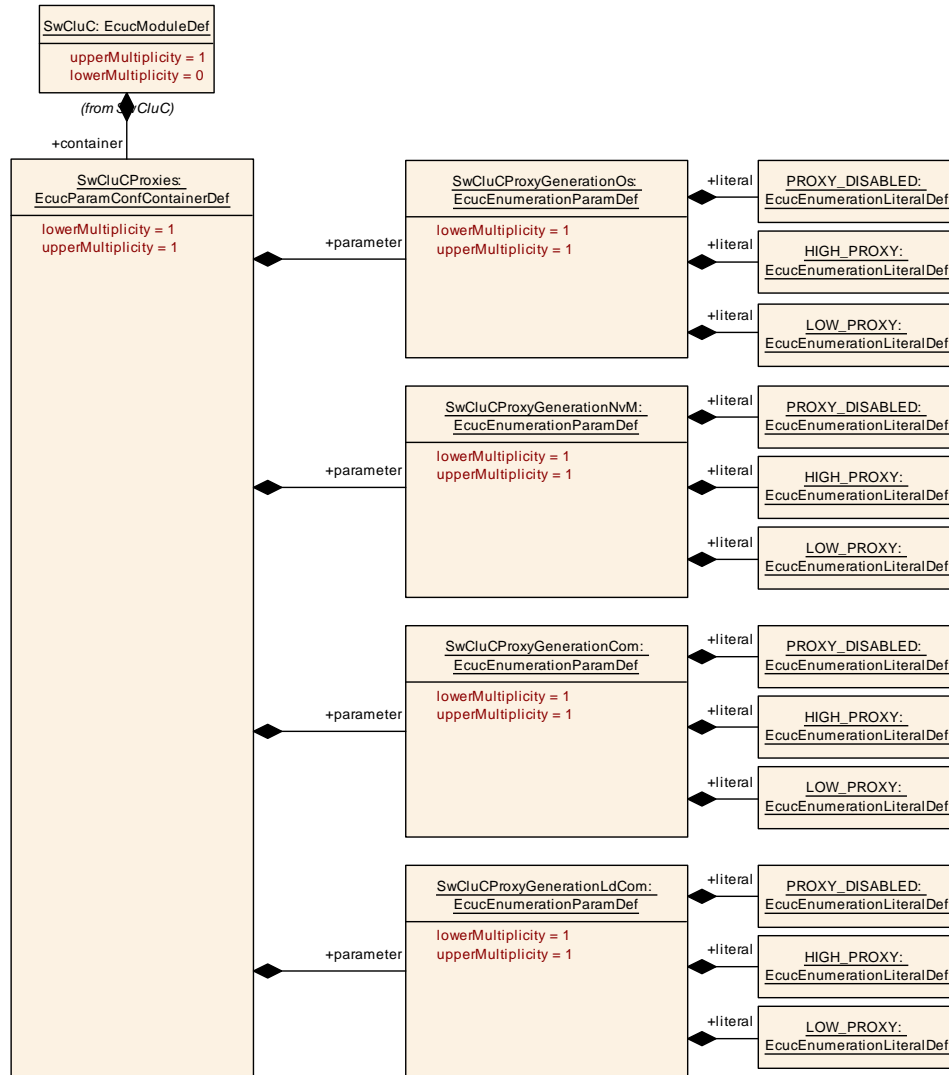 SwCluC: EcucModuleDef
upperMultiplicity = 1
lowerMultiplicity = 0
(from SwCluC)
+container
SwCluCProxies:
EcucParamConfContainerDef
lowerMultiplicity = 1
upperMultiplicity = 1
+parameter
SwCluCProxyGenerationOs:
EcucEnumerationParamDef
lowerMultiplicity = 1
upperMultiplicity = 1
+literal
PROXY_DISABLED:
EcucEnumerationLiteralDef
+literal
HIGH_PROXY:
EcucEnumerationLiteralDef
+literal
LOW_PROXY:
EcucEnumerationLiteralDef
+parameter
SwCluCProxyGenerationNvM:
EcucEnumerationParamDef
lowerMultiplicity = 1
upperMultiplicity = 1
+literal
PROXY_DISABLED:
EcucEnumerationLiteralDef
+literal
HIGH_PROXY:
EcucEnumerationLiteralDef
+literal
LOW_PROXY:
EcucEnumerationLiteralDef
+parameter
SwCluCProxyGenerationCom:
EcucEnumerationParamDef
lowerMultiplicity = 1
upperMultiplicity = 1
+literal
PROXY_DISABLED:
EcucEnumerationLiteralDef
+literal
HIGH_PROXY:
EcucEnumerationLiteralDef
+literal
LOW_PROXY:
EcucEnumerationLiteralDef
+parameter
SwCluCProxyGenerationLdCom:
EcucEnumerationParamDef
lowerMultiplicity = 1
upperMultiplicity = 1
+literal
PROXY_DISABLED:
EcucEnumerationLiteralDef
+literal
HIGH_PROXY:
EcucEnumerationLiteralDef
+literal
LOW_PROXY:
EcucEnumerationLiteralDef